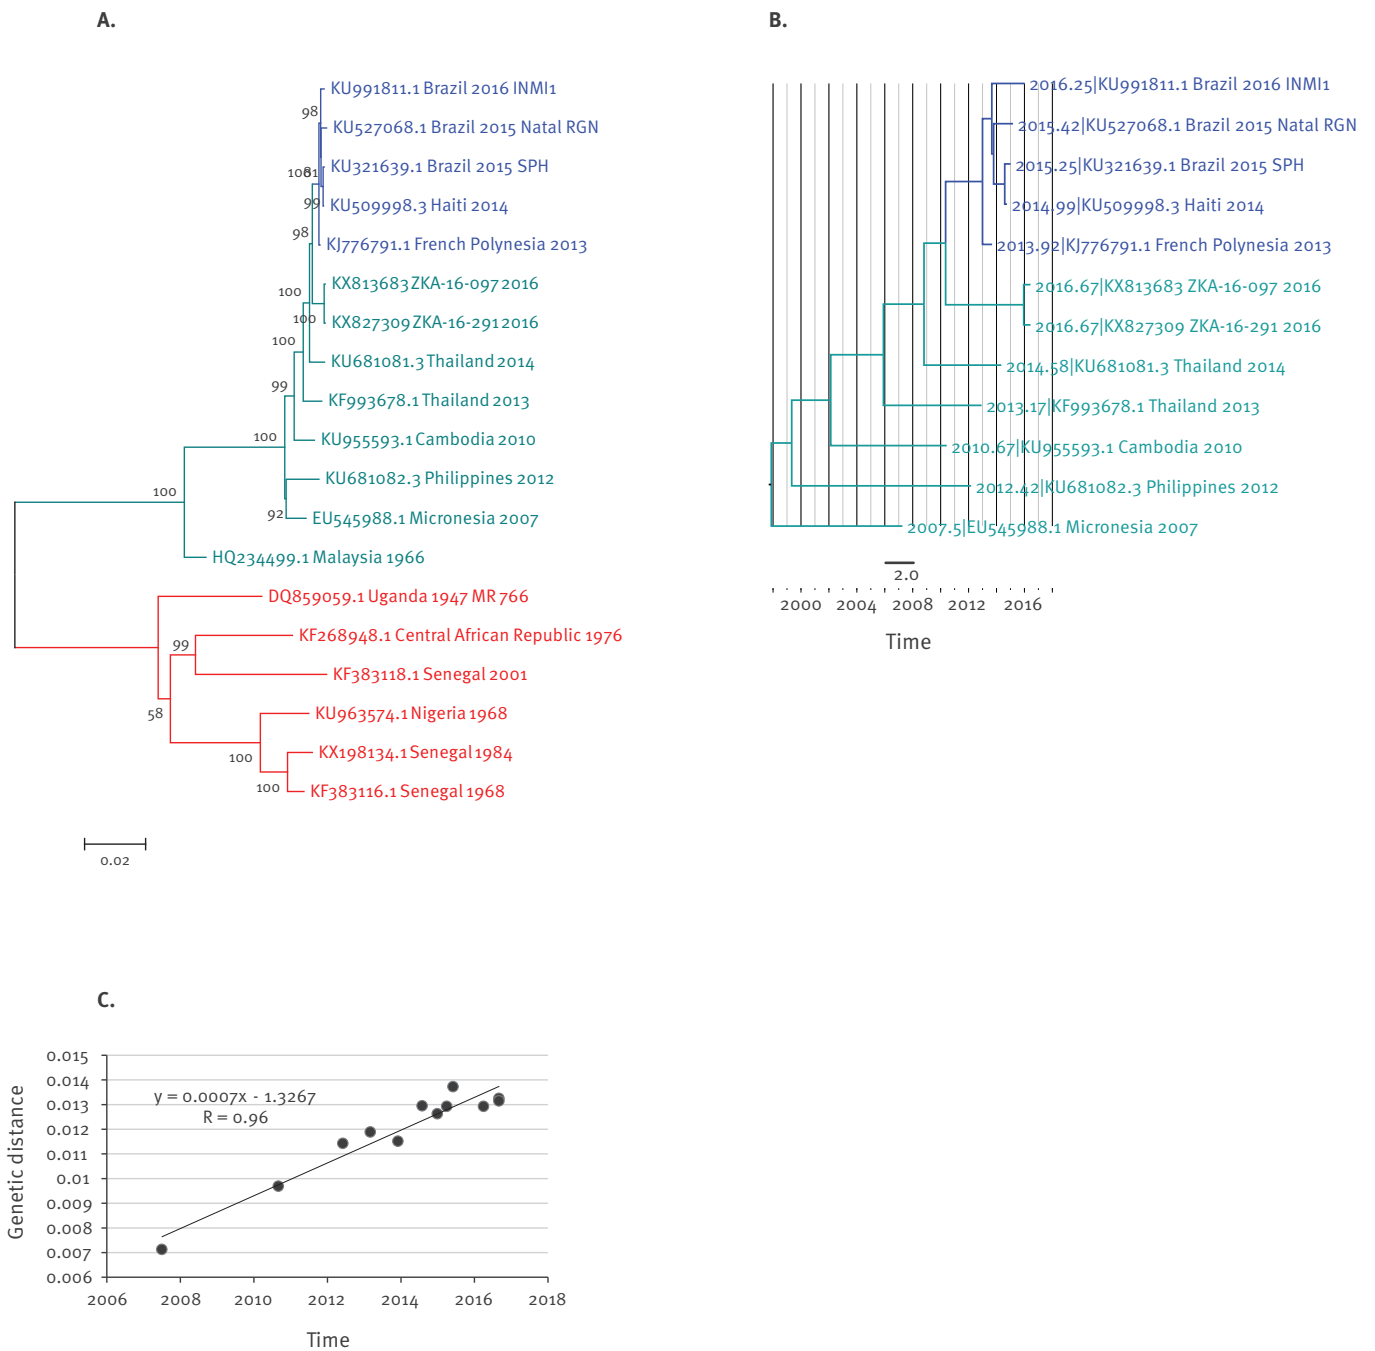 A.
KU991811.1 Brazil 2016 INMI1
98
KU527068.1 Brazil 2015 Natal RGN
KU321639.1 Brazil 2015 SPH
100
81
KU509998.3 Haiti 2014
99
98
KJ776791.1 French Polynesia 2013
KX813683 ZKA-16-097 2016
100
KX827309 ZKA-16-291 2016
100
100
KU681081.3 Thailand 2014
99
KF993678.1 Thailand 2013
100
KU955593.1 Cambodia 2010
KU681082.3 Philippines 2012
100
92
EU545988.1 Micronesia 2007
HQ234499.1 Malaysia 1966
DQ859059.1 Uganda 1947 MR 766
KF268948.1 Central African Republic 1976
99
KF383118.1 Senegal 2001
58
KU963574.1 Nigeria 1968
100
KX198134.1 Senegal 1984
100
KF383116.1 Senegal 1968
0.02
B.
2016.25|KU991811.1 Brazil 2016 INMI1
2015.42|KU527068.1 Brazil 2015 Natal RGN
2015.25|KU321639.1 Brazil 2015 SPH
2014.99|KU509998.3 Haiti 2014
2013.92|KJ776791.1 French Polynesia 2013
2016.67|KX813683 ZKA-16-097 2016
2016.67|KX827309 ZKA-16-291 2016
2014.58|KU681081.3 Thailand 2014
2013.17|KF993678.1 Thailand 2013
2010.67|KU955593.1 Cambodia 2010
2012.42|KU681082.3 Philippines 2012
2007.5|EU545988.1 Micronesia 2007
2.0
2000 2004 2008 2012 2016
Time
C.
0.015
0.014
0.013
0.012
0.011
0.01
0.009
0.008
0.007
0.006
Genetic distance
y = 0.0007x - 1.3267
R = 0.96
2006 2008 2010 2012 2014 2016 2018
Time